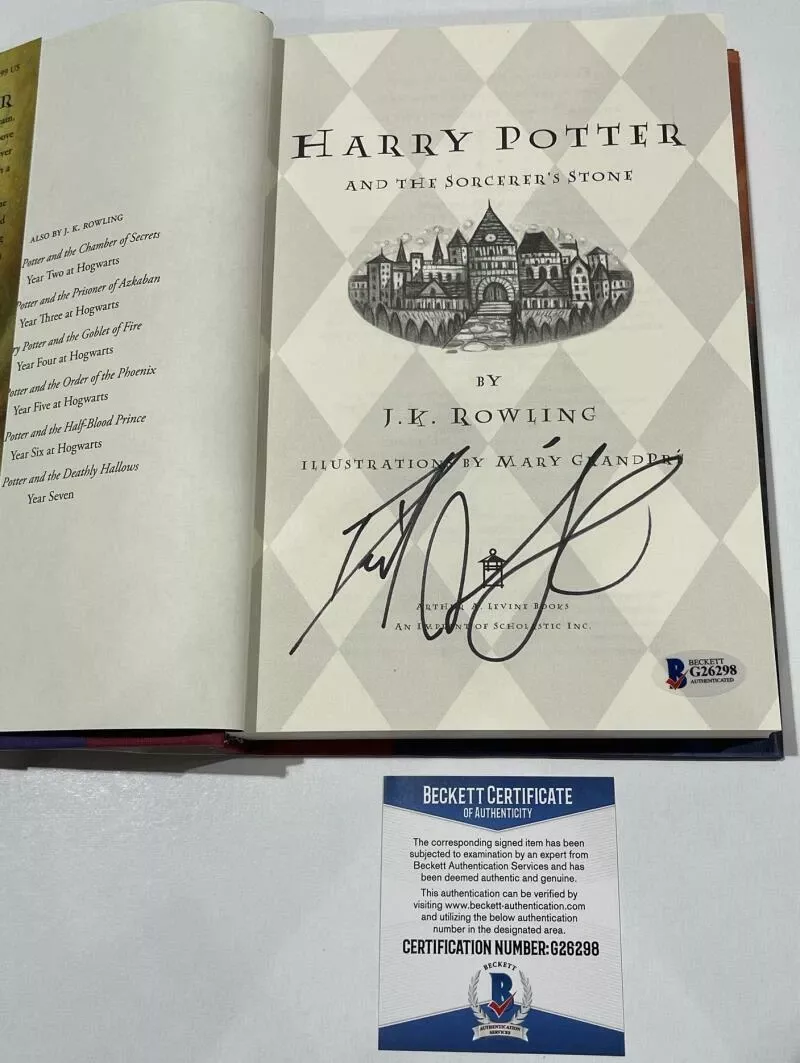 99 US
R
ALSO BY J. K. ROWLING
Potter and the Chamber of Secrets
Year Two at Hogwarts
Potter and the Prisoner of Azkaban
Year Three at Hogwarts
ry Potter and the Goblet of Fire
Year Four at Hogwarts
Potter and the Order of the Phoenix
Year Five at Hogwarts
Potter and the Half-Blood Prince
Year Six at Hogwarts
Potter and the Deathly Hallows
Year Seven
HARRY POTTER
AND THE SORCERER'S STONE
BY
J.K. ROWLING
ILLUSTRATIONS BY MARY GRANDPRÉ
ARTHUR A. LEVINE BOOKS
AN IMPRINT OF SCHOLASTIC INC.
BECKETT
G26298
AUTHENTICATED
BECKETT CERTIFICATE
OF AUTHENTICITY
The corresponding signed item has been
subjected to examination by an expert from
Beckett Authentication Services and has
been deemed authentic and genuine.
This authentication can be verified by
visiting www.beckett-authentication.com
and utilizing the below authentication
number in the designated area.
CERTIFICATION NUMBER:G26298
BECKETT
B
AUTHENTICATION
SERVICES